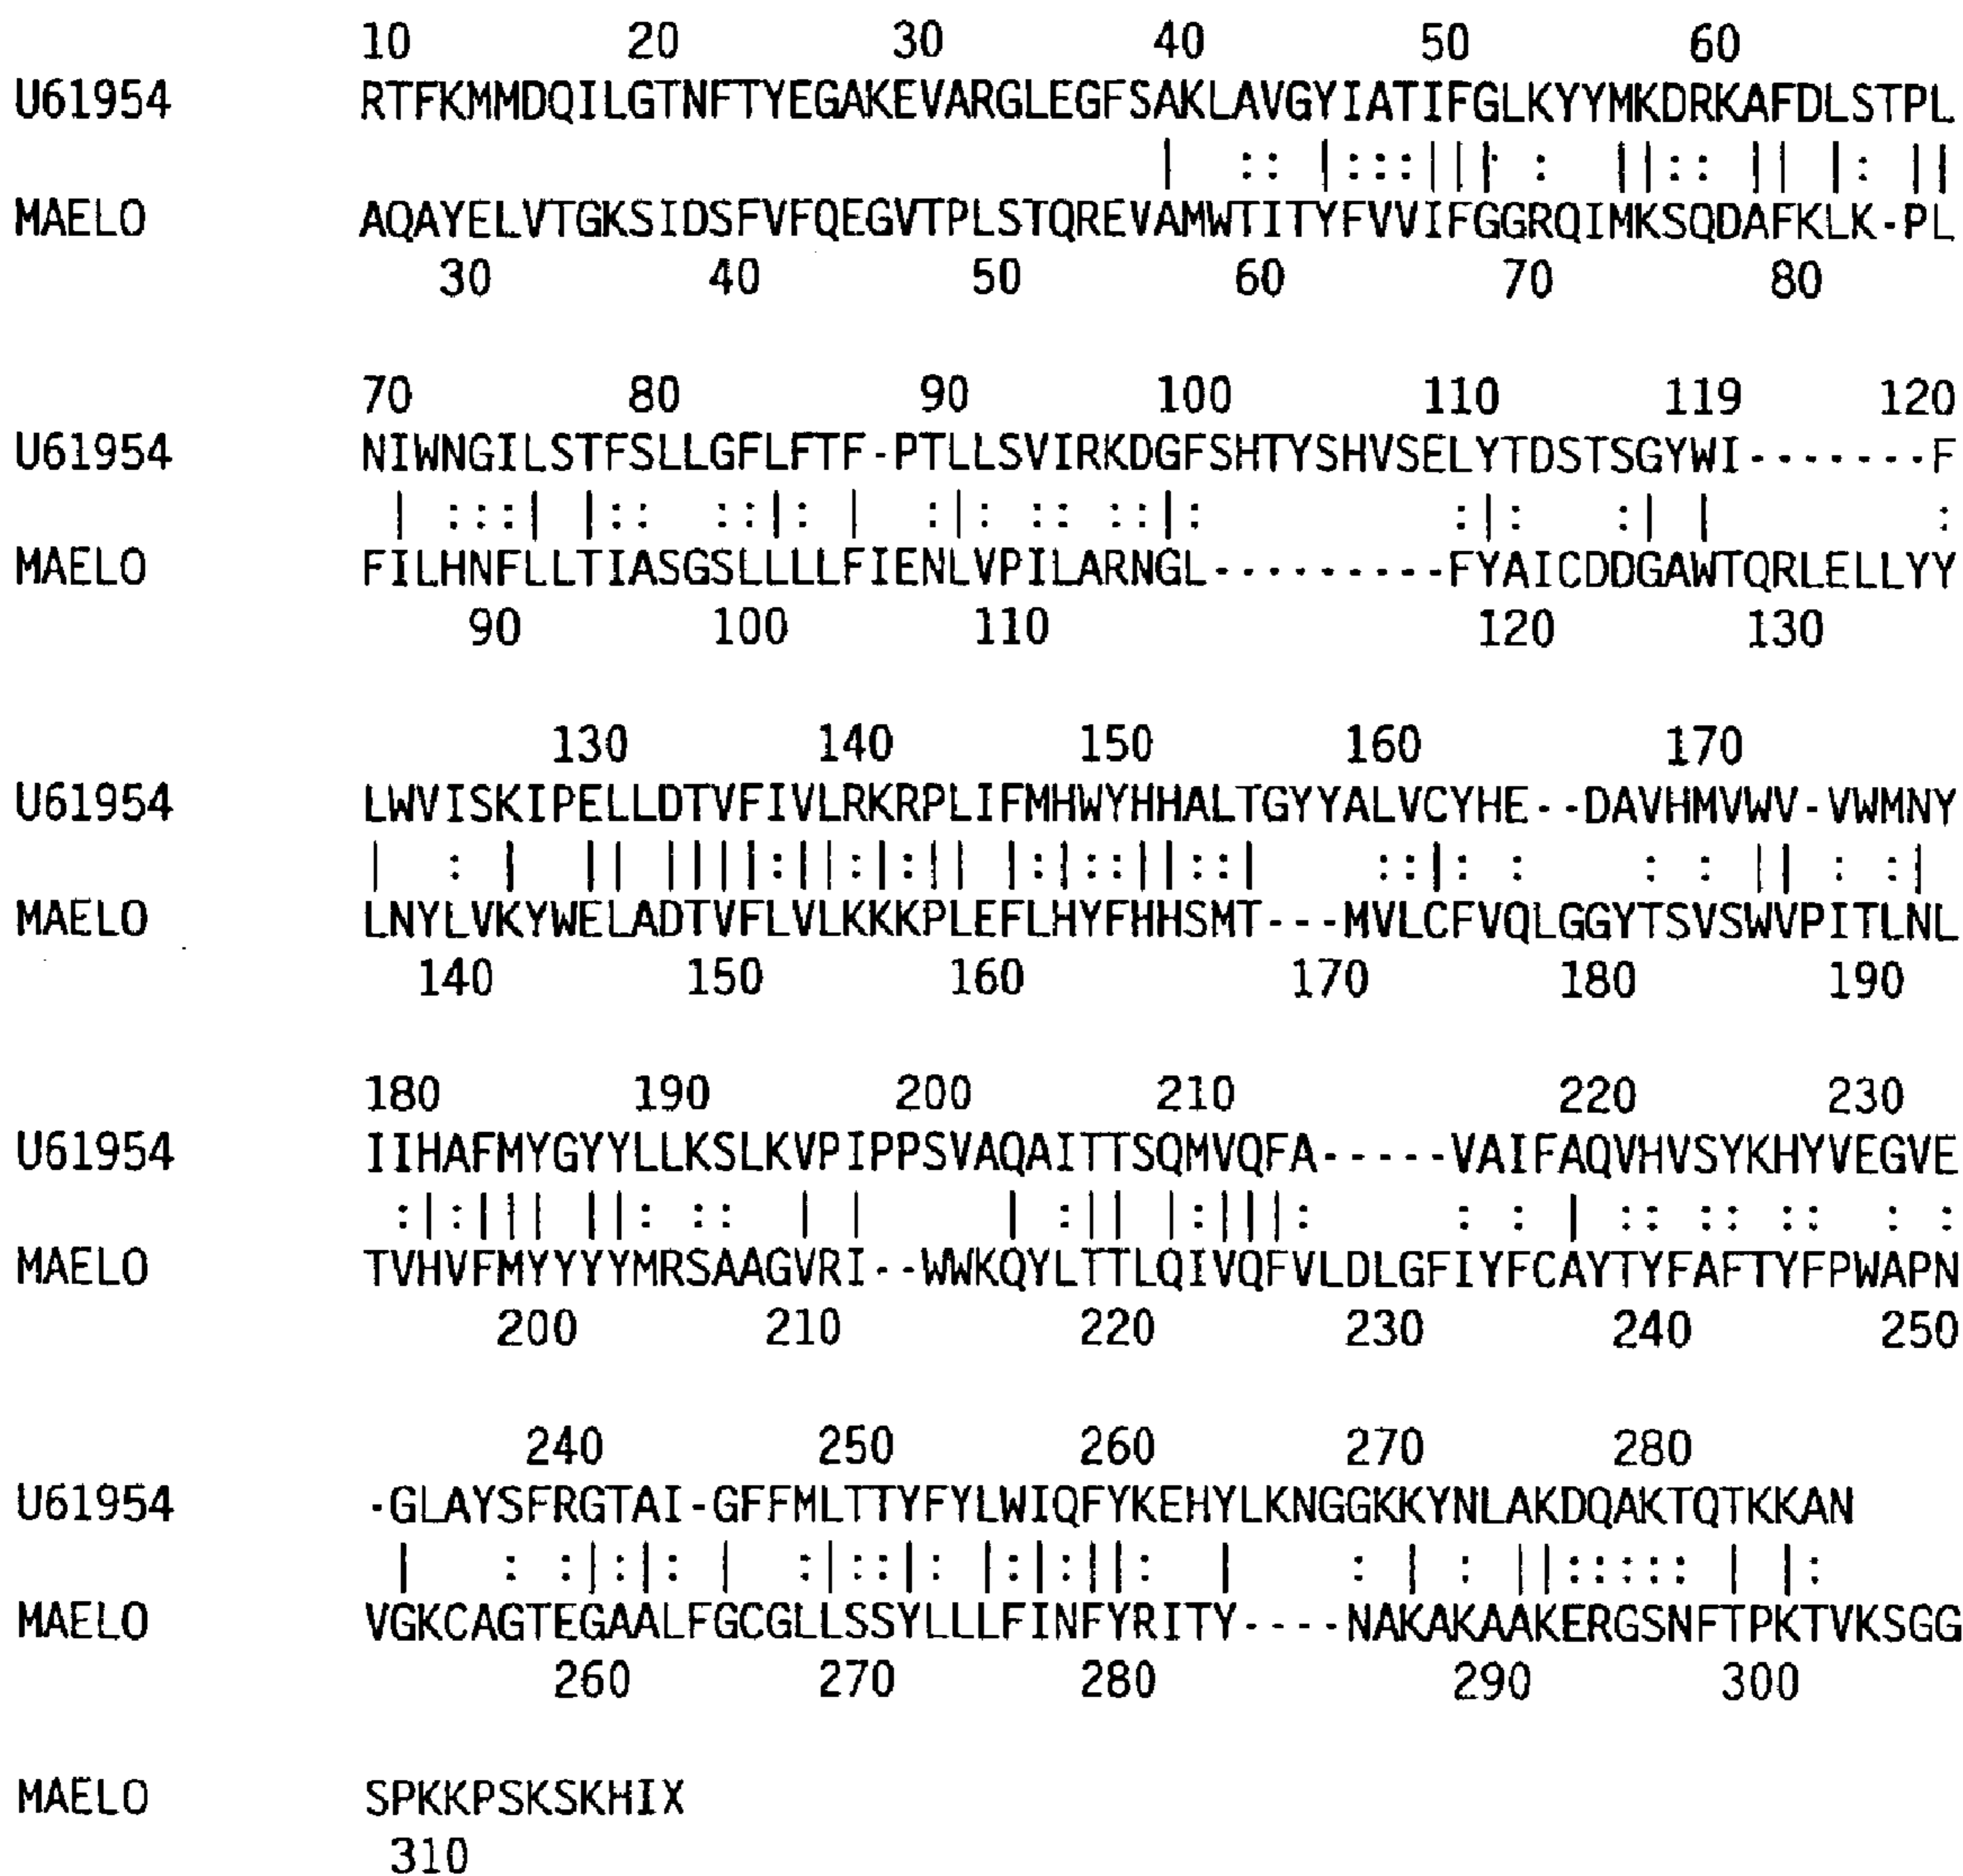 10 20 30 40 50 60
U61954 RTFKMMDQILGTNFTYEGAKEVARGLEGFSAKLAVGYIATIFGLKYYMKDRKAFDLSTPL
| :: |:::||| : ||:: || |: ||
MAELO AQAYELVTGKSIDSFVFQEGVTPLSTQREVAMWTITYFVVIFGGRQIMKSQDAFKLK-PL
30 40 50 60 70 80
70 80 90 100 110 119 120
U61954 NIWNGILSTFSLLGFLFTF-PTLLSVIRKDGFSHTYSHVSELYTDSTSGYWI-------F
| :::| |:: ::|: | :|: :: ::|: :|: :| | :
MAELO FILHNFLLTIASGSLLLLFIENLVPILARNGL---------FYAICDDGAWTQRLELLYY
90 100 110 120 130
130 140 150 160 170
U61954 LWVISKIPELLDTVFIVLRKRPLIFMHWYHHALTGYYALVCYHE--DAVHMVWV-VWMNY
| : | || ||||:||:|:|| |:|::||::| ::|: : : : || : :|
MAELO LNYLVKYWELADTVFLVLKKKPLEFLHYFHHSMT---MVLCFVQLGGYTSVSWVPITLNL
140 150 160 170 180 190
180 190 200 210 220 230
U61954 IIHAFMYGYYLLKSLKVPIPPSVAQAITTSQMVQFA-----VAIFAQVHVSYKHYVEGVE
:|:||| ||: :: | | | :|| |:|||: : : | :: :: :: : :
MAELO TVHVFMYYYYMRSAAGVRI--WWKQYLTTLQIVQFVLDLGFIYFCAYTYFAFTYFPWAPN
200 210 220 230 240 250
240 250 260 270 280
U61954 -GLAYSFRGTAI-GFFMLTTYFYLWIQFYKEHYLKNGGKKYNLAKDQAKTQTKKAN
| : :|:|: | :|::|: |:|:||: | : | : ||::::: | |:
MAELO VGKCAGTEGAALFGCGLLSSYLLLFINFYRITY----NAKAKAAKERGSNFTPKTVKSGG
260 270 280 290 300
MAELO SPKKPSKSKHIX
310